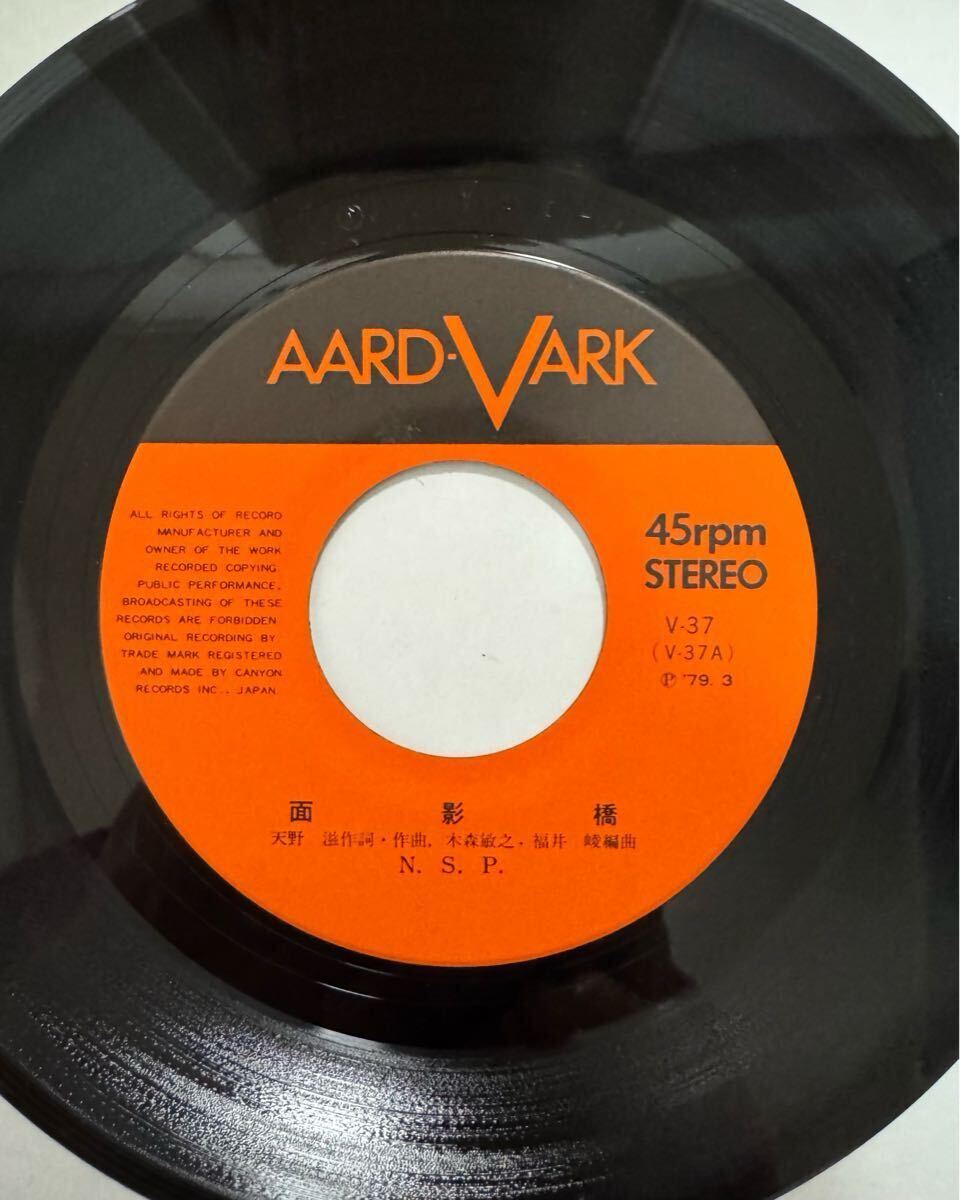 AARD-VARK
ALL RIGHTS OF RECORD
MANUFACTURER AND
OWNER OF THE WORK
RECORDED COPYING.
PUBLIC PERFORMANCE.
BROADCASTING OF THESE
RECORDS ARE FORBIDDEN.
ORIGINAL RECORDING BY.
TRADE MARK REGISTERED
AND MADE BY CANYON
RECORDS INC., JAPAN.
45rpm
STEREO
V-37
(V-37A)
Ⓟ '79. 3
面影橋
天野 滋作詞・作曲, 木森敏之, 福井 崚編曲
N. S. P.